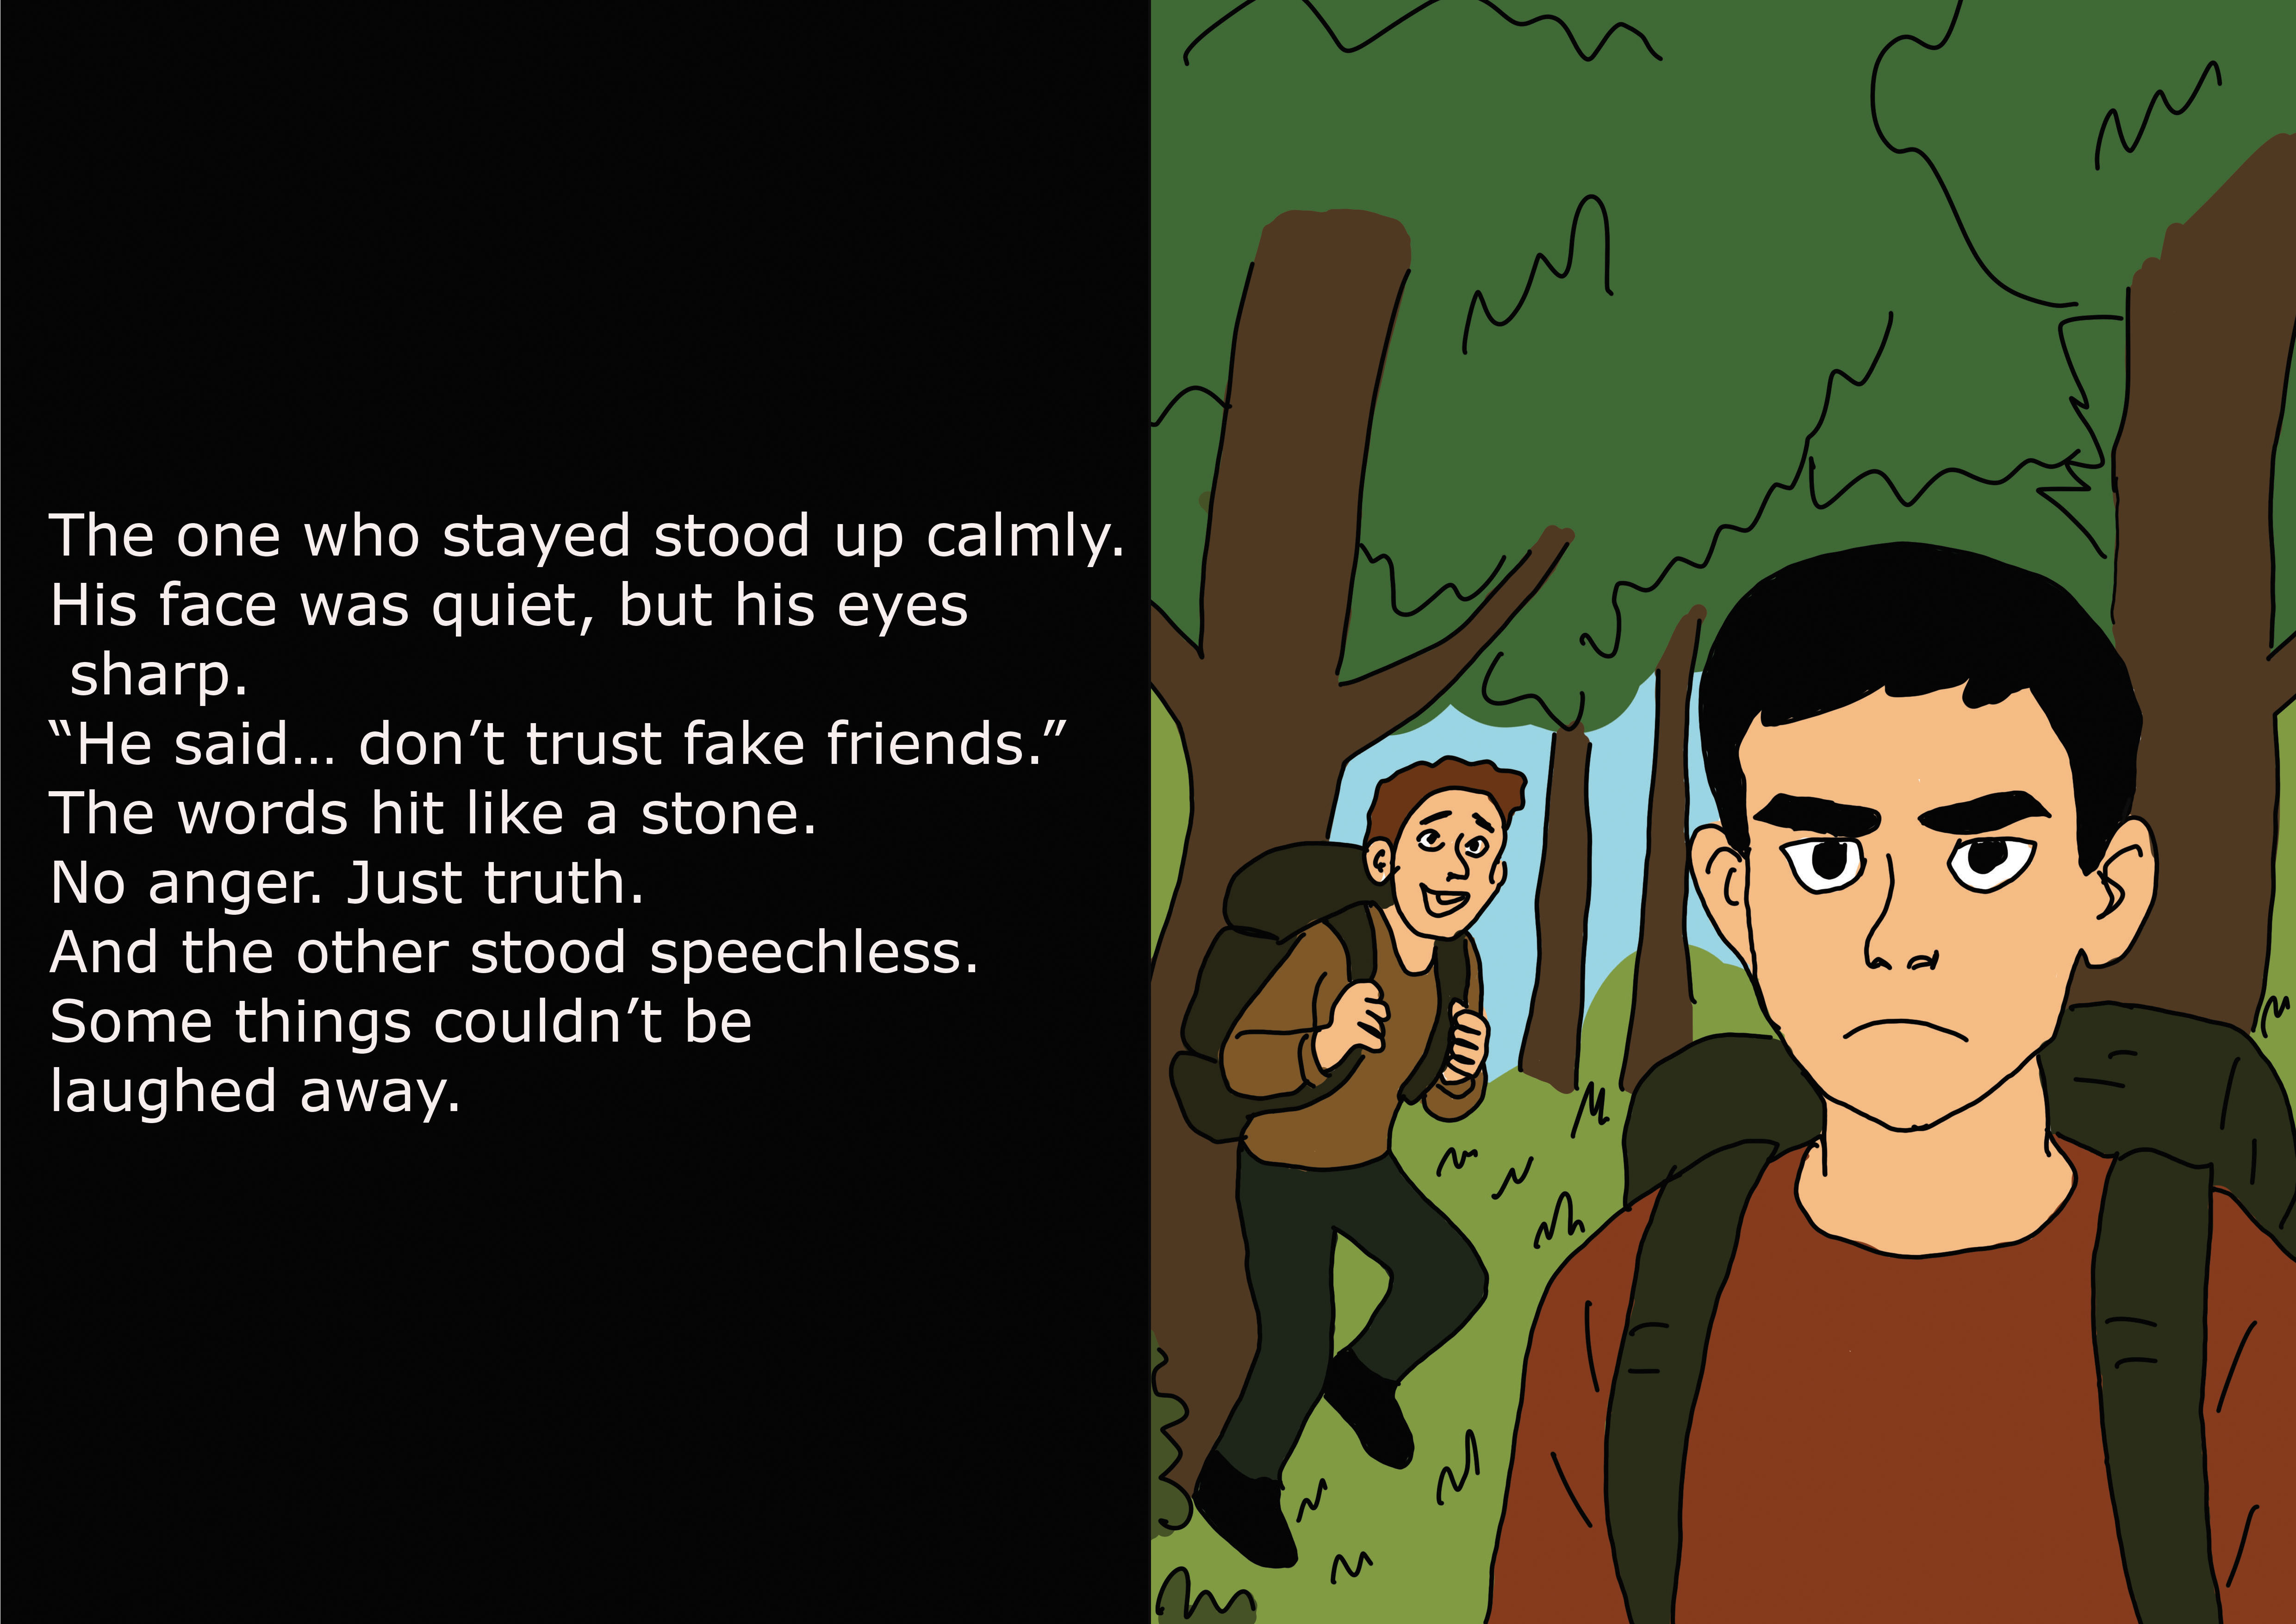 The one who stayed stood up calmly.
His face was quiet, but his eyes
sharp.
“He said… don’t trust fake friends.”
The words hit like a stone.
No anger. Just truth.
And the other stood speechless.
Some things couldn’t be
laughed away.